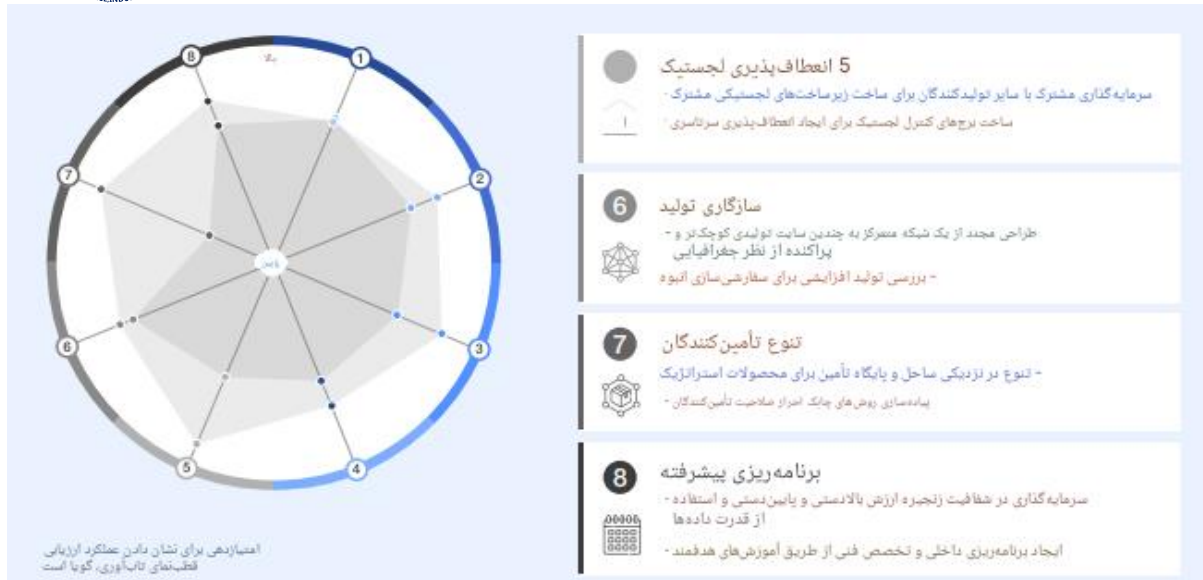 بالا
1
2
3
4
5
6
7
8
پایین
امتیازدهی برای نشان دادن عملکرد ارزیابی
قطب‌نمای تاب‌آوری، گویا است
5 انعطاف‌پذیری لجستیک
سرمایه‌گذاری مشترک با سایر تولیدکنندگان برای ساخت زیرساخت‌های لجستیکی مشترک -
ساخت برج‌های کنترل لجستیک برای ایجاد انعطاف‌پذیری سرتاسری -
6
سازگاری تولید
طراحی مجدد از یک شبکه متمرکز به چندین سایت تولیدی کوچک‌تر و -
پراکنده از نظر جغرافیایی
- بررسی تولید افزایشی برای سفارشی‌سازی انبوه
7
تنوع تأمین‌کنندگان
- تنوع در نزدیکی ساحل و پایگاه تأمین برای محصولات استراتژیک
پیاده‌سازی روش‌های چابک احراز صلاحیت تأمین‌کنندگان -
8
برنامه‌ریزی پیشرفته
سرمایه‌گذاری در شفافیت زنجیره ارزش بالادستی و پایین‌دستی و استفاده -
از قدرت داده‌ها
ایجاد برنامه‌ریزی داخلی و تخصص فنی از طریق آموزش‌های هدفمند -